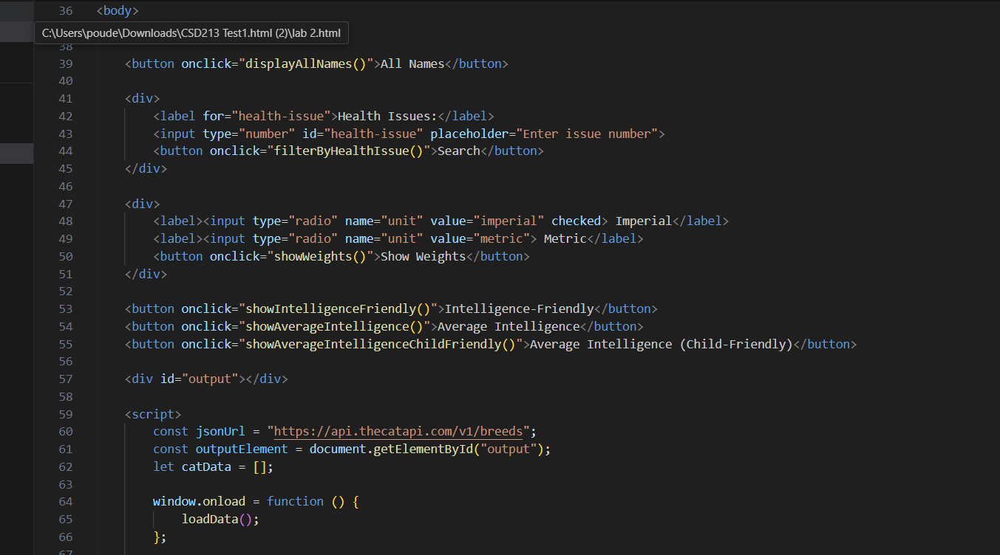 36 <body>
C:\Users\poude\Downloads\CSD213 Test1.html (2)\lab 2.html
38
39 <button onclick="displayAllNames()">All Names</button>
40
41 <div>
42 <label for="health-issue">Health Issues:</label>
43 <input type="number" id="health-issue" placeholder="Enter issue number">
44 <button onclick="filterByHealthIssue()">Search</button>
45 </div>
46
47 <div>
48 <label><input type="radio" name="unit" value="imperial" checked> Imperial</label>
49 <label><input type="radio" name="unit" value="metric"> Metric</label>
50 <button onclick="showWeights()">Show Weights</button>
51 </div>
52
53 <button onclick="showIntelligenceFriendly()">Intelligence-Friendly</button>
54 <button onclick="showAverageIntelligence()">Average Intelligence</button>
55 <button onclick="showAverageIntelligenceChildFriendly()">Average Intelligence (Child-Friendly)</button>
56
57 <div id="output"></div>
58
59 <script>
60 const jsonUrl = "https://api.thecatapi.com/v1/breeds";
61 const outputElement = document.getElementById("output");
62 let catData = [];
63
64 window.onload = function () {
65 loadData();
66 };
67